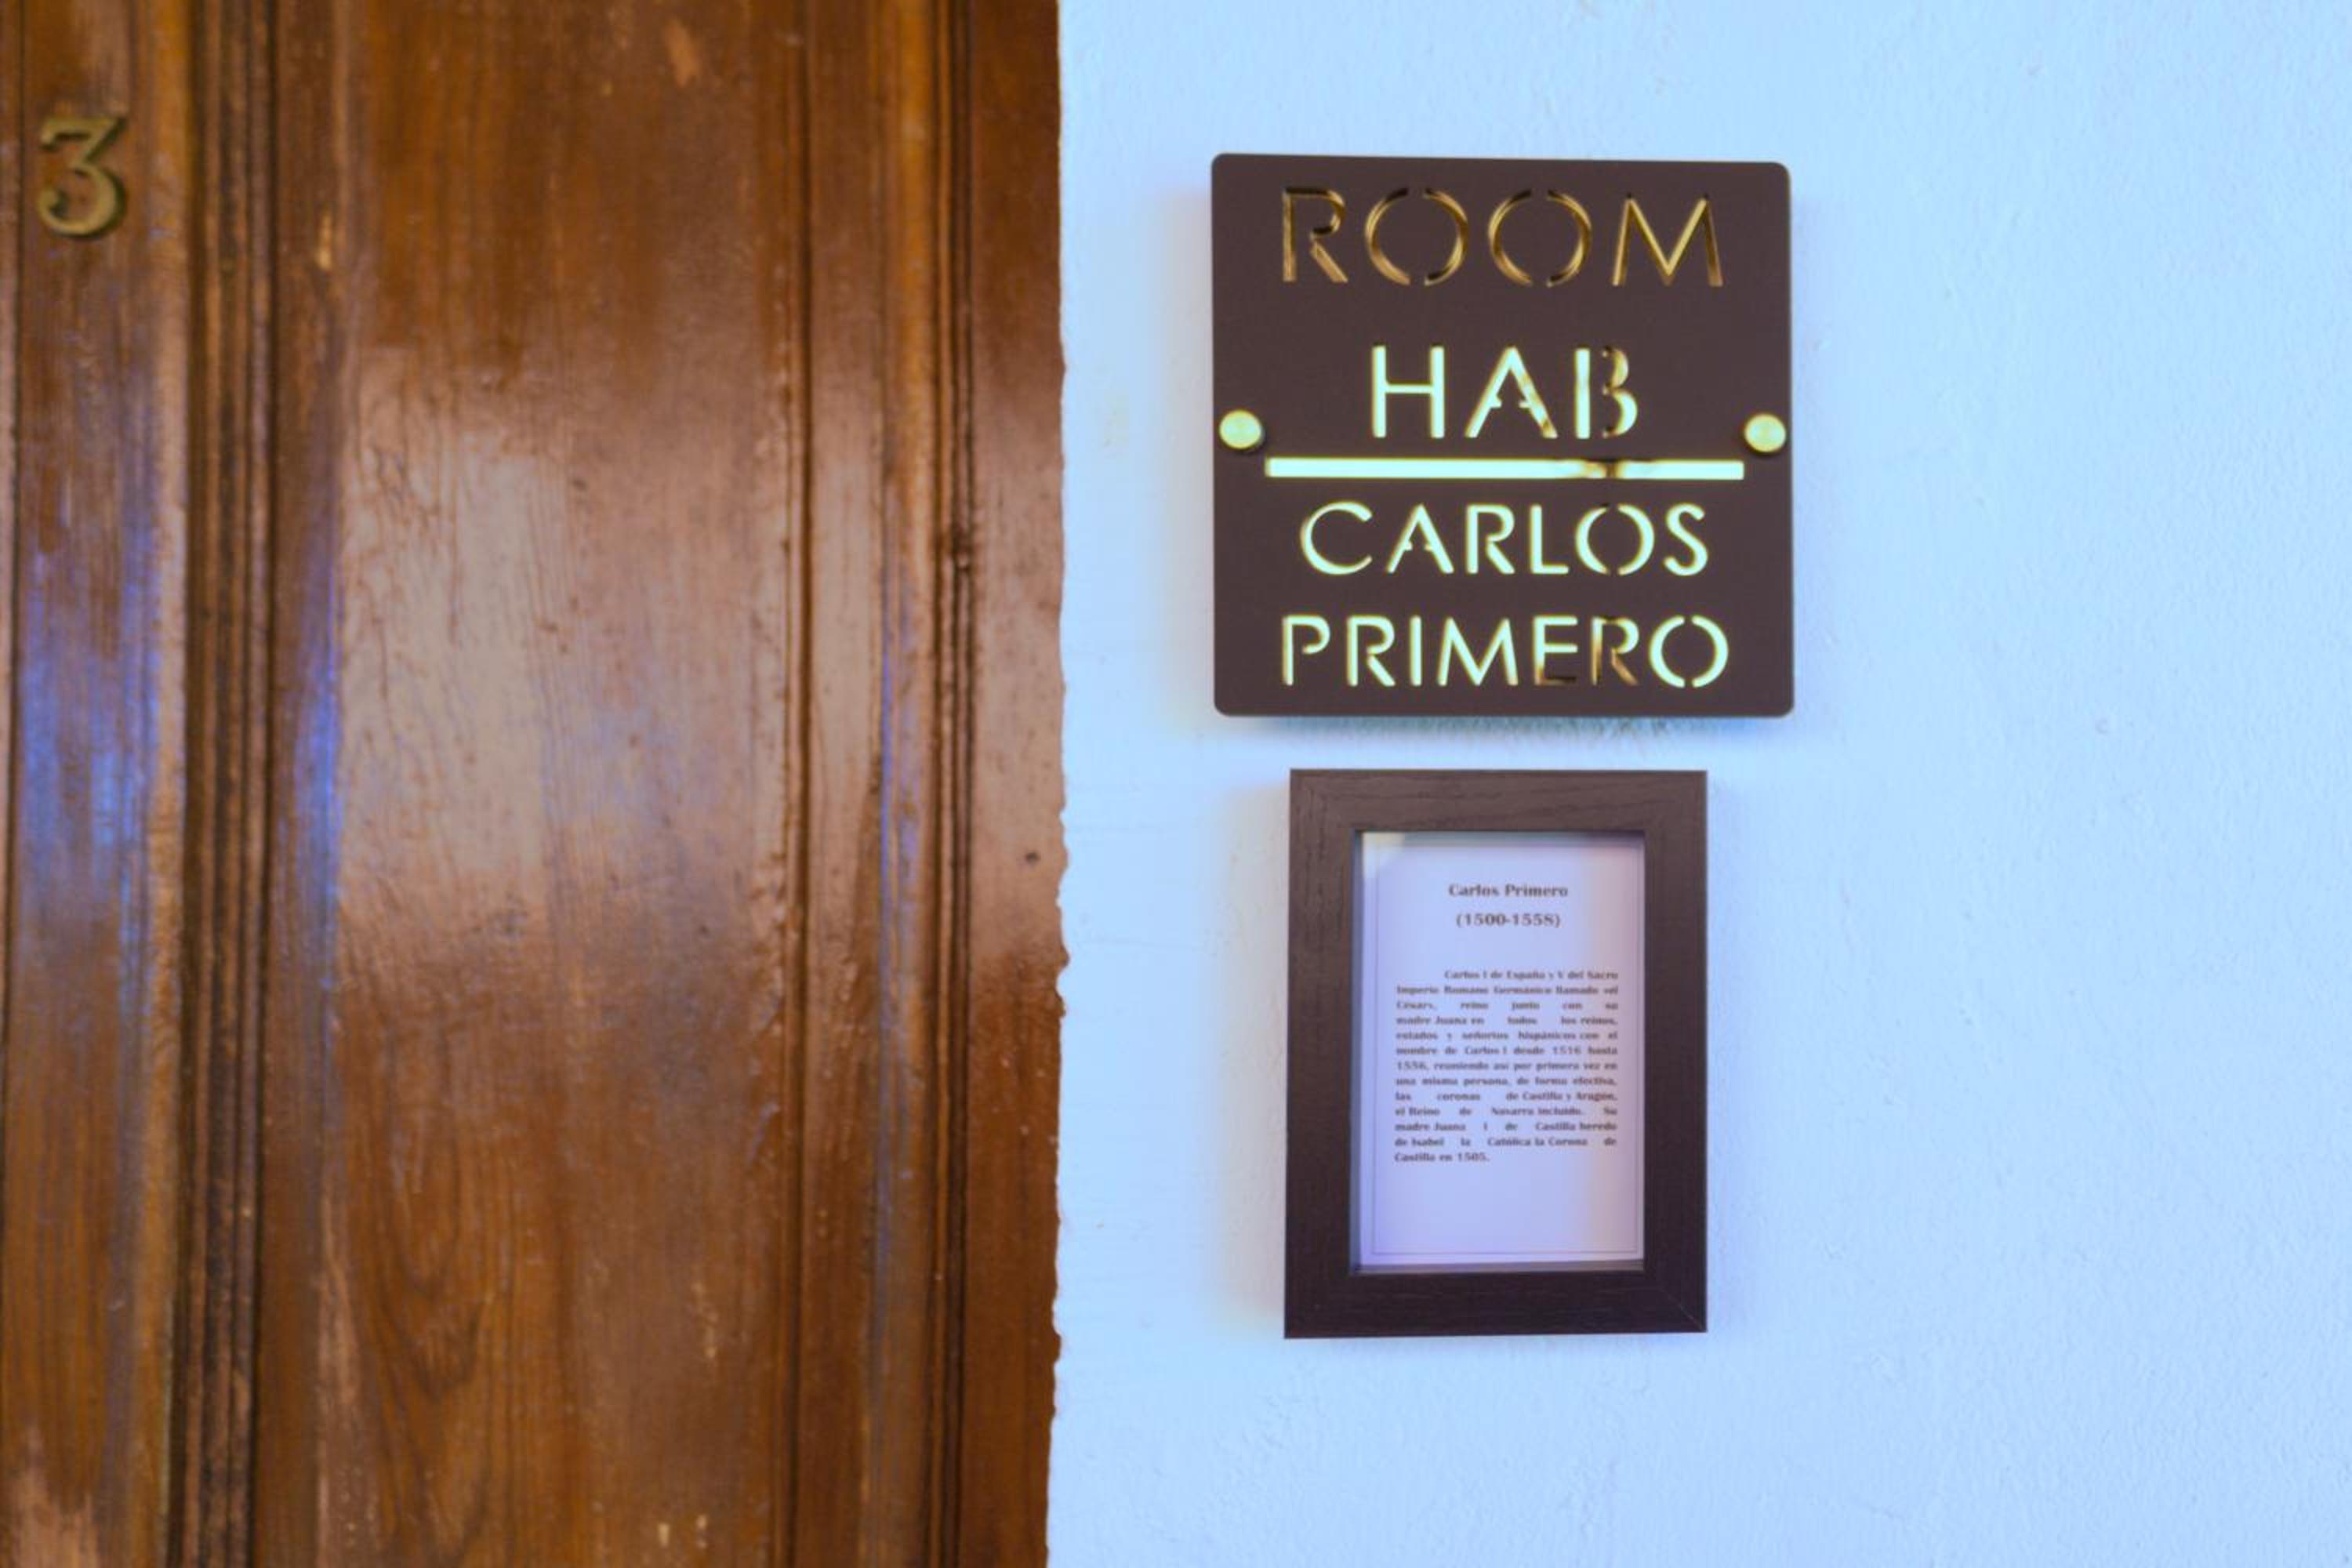 3
ROOM
HAB
CARLOS
PRIMERO
Carlos Primero
(1500-1558)
Carlos I de España y V del Sacro
Imperio Romano Germánico llamado «el
César», reino junto con su
madre Juana en todos los reinos,
estados y señoríos hispánicos con el
nombre de Carlos I desde 1516 hasta
1556, reuniendo así por primera vez en
una misma persona, de forma efectiva,
las coronas de Castilla y Aragón,
el Reino de Navarra incluido. Su
madre Juana I de Castilla heredo
de Isabel la Católica la Corona de
Castilla en 1505.